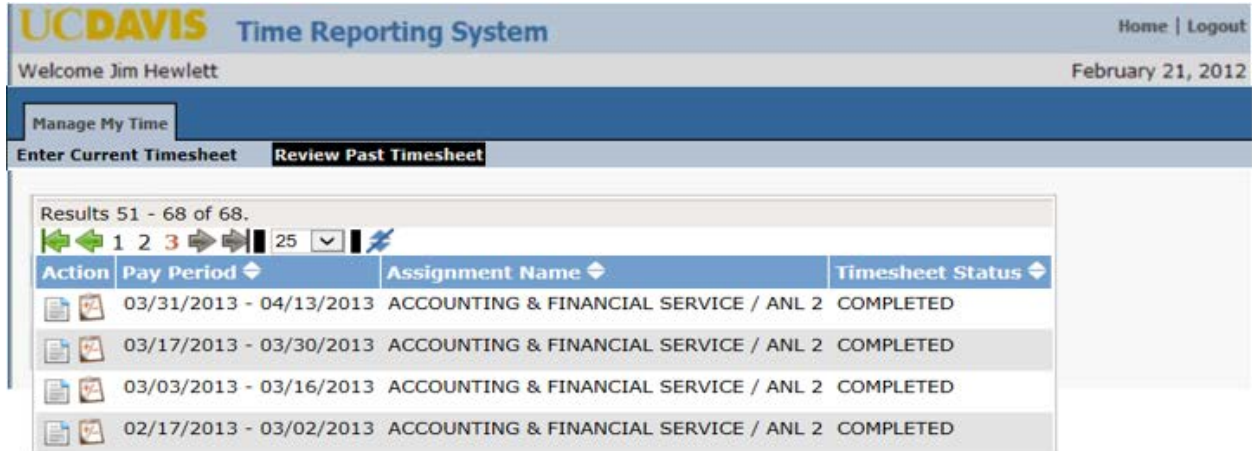 UCDAVIS Time Reporting System Home | Logout
Welcome Jim Hewlett February 21, 2012
Manage My Time
Enter Current Timesheet Review Past Timesheet
Results 51 - 68 of 68.
1 2 3 25
Action Pay Period Assignment Name Timesheet Status
03/31/2013 - 04/13/2013 ACCOUNTING & FINANCIAL SERVICE / ANL 2 COMPLETED
03/17/2013 - 03/30/2013 ACCOUNTING & FINANCIAL SERVICE / ANL 2 COMPLETED
03/03/2013 - 03/16/2013 ACCOUNTING & FINANCIAL SERVICE / ANL 2 COMPLETED
02/17/2013 - 03/02/2013 ACCOUNTING & FINANCIAL SERVICE / ANL 2 COMPLETED